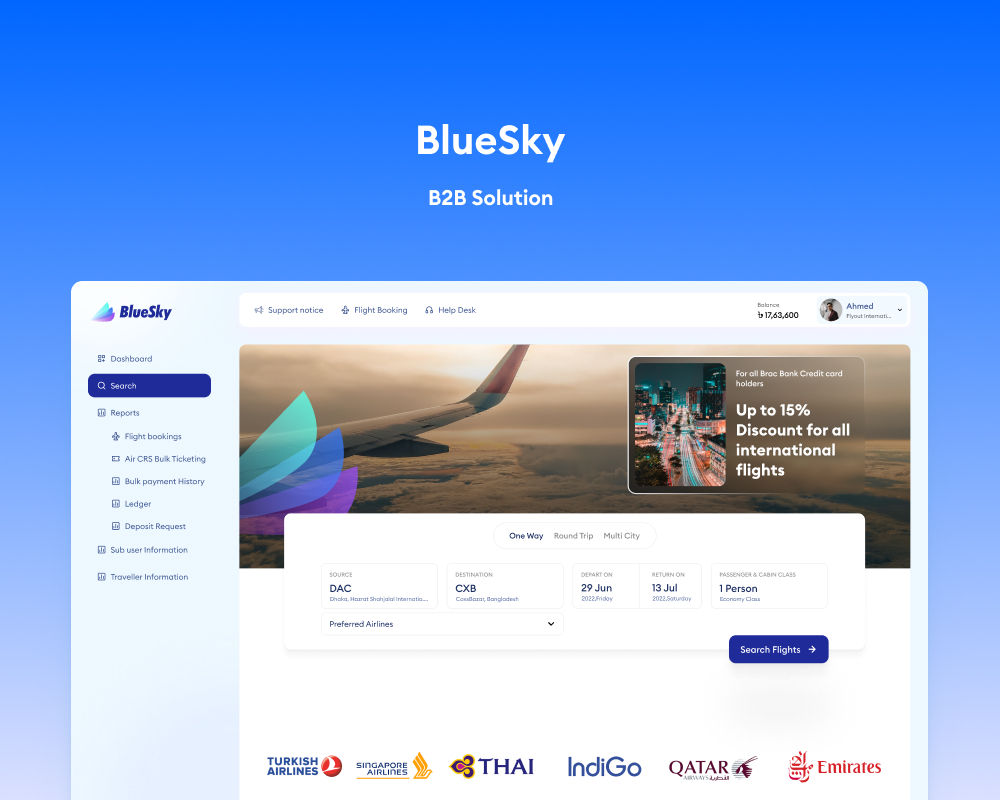 BlueSky
B2B Solution
BlueSky
Support notice
Flight Booking
Help Desk
Balance
৳ 17,63,600
Ahmed
Flyout Internati...
Dashboard
Search
Reports
Flight bookings
Air CRS Bulk Ticketing
Bulk payment History
Ledger
Deposit Request
Sub user Information
Traveller Information
For all Brac Bank Credit card
holders
Up to 15%
Discount for all
international
flights
One Way
Round Trip
Multi City
SOURCE
DAC
Dhaka, Hazrat Shahjalal Internatio...
DESTINATION
CXB
CoxsBazar, Bangladesh
DEPART ON
29 Jun
2022,Friday
RETURN ON
13 Jul
2022,Saturday
PASSENGER & CABIN CLASS
1 Person
Economy Class
Preferred Airlines
Search Flights
TURKISH
AIRLINES
SINGAPORE
AIRLINES
THAI
IndiGo
QATAR
AIRWAYS القطرية
Emirates